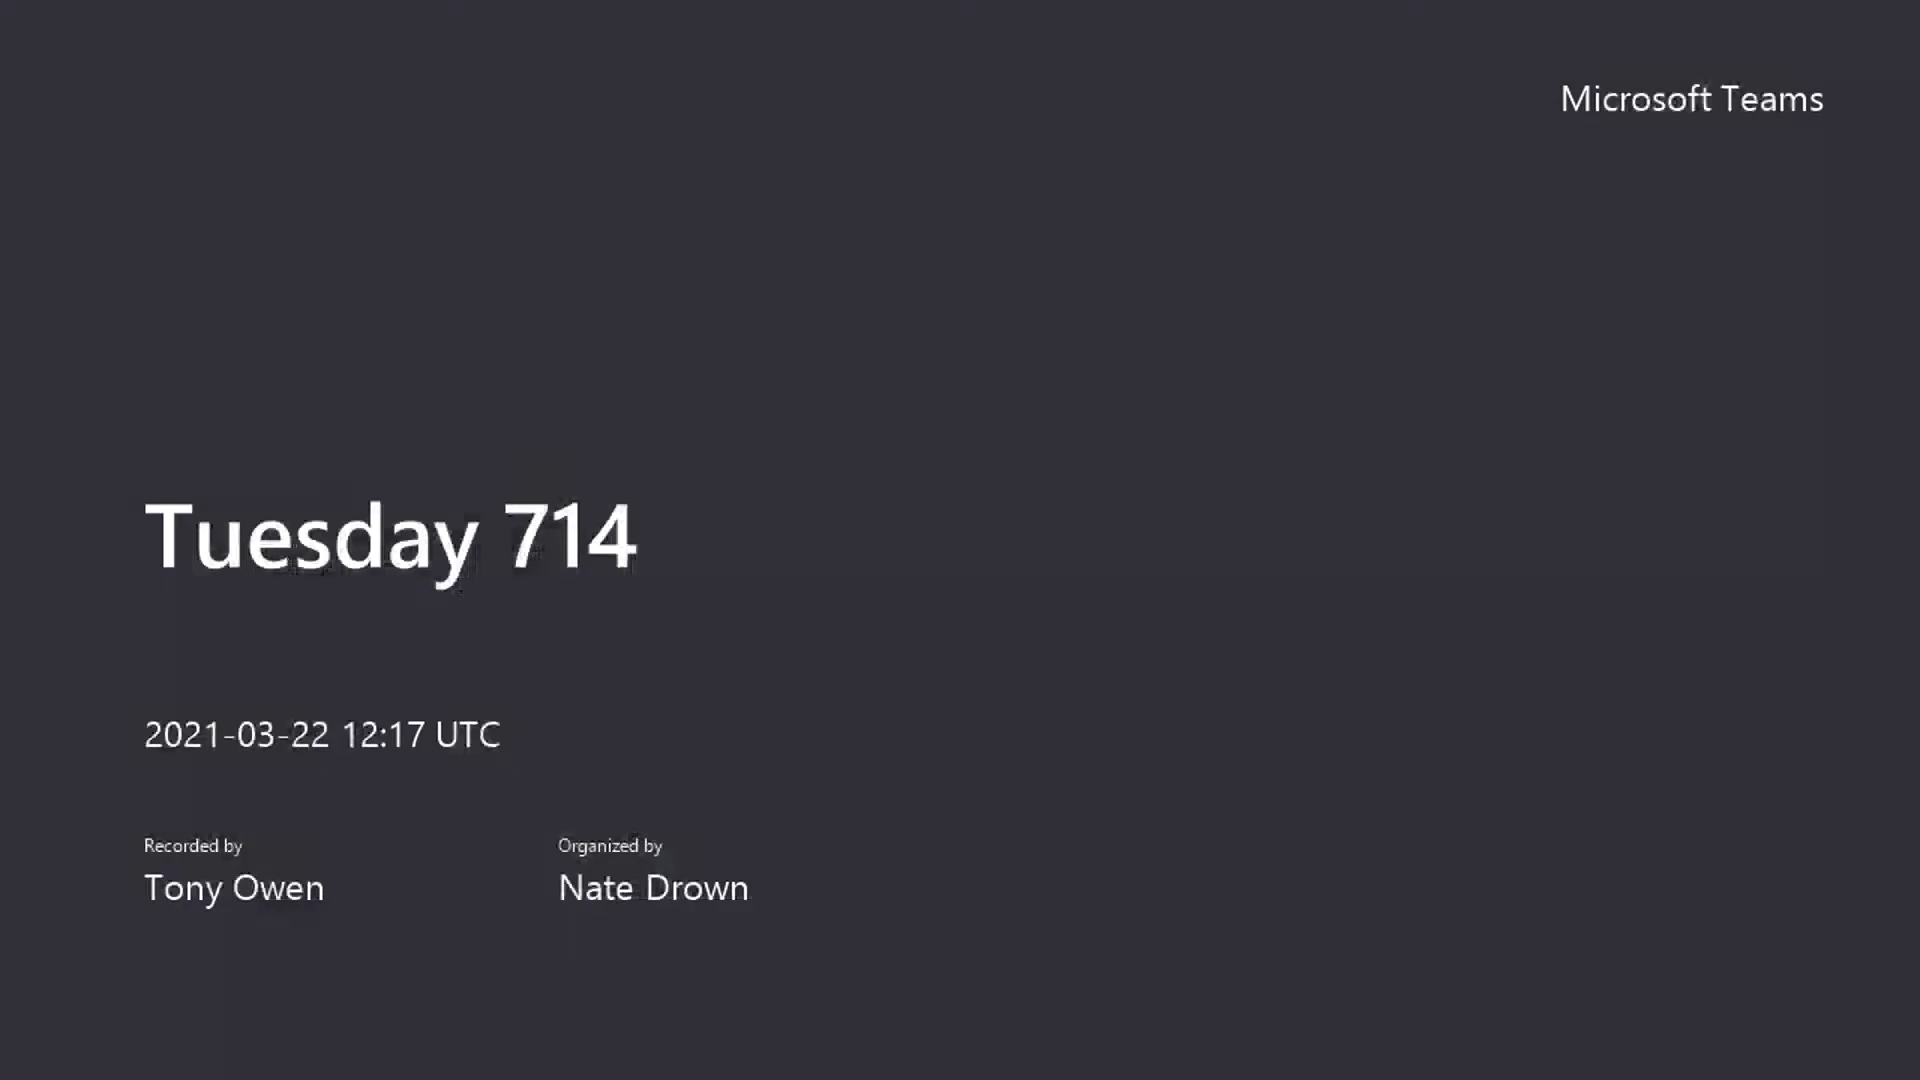 Microsoft Teams
Tuesday 714
2021-03-22 12:17 UTC
Recorded by
Tony Owen
Organized by
Nate Drown